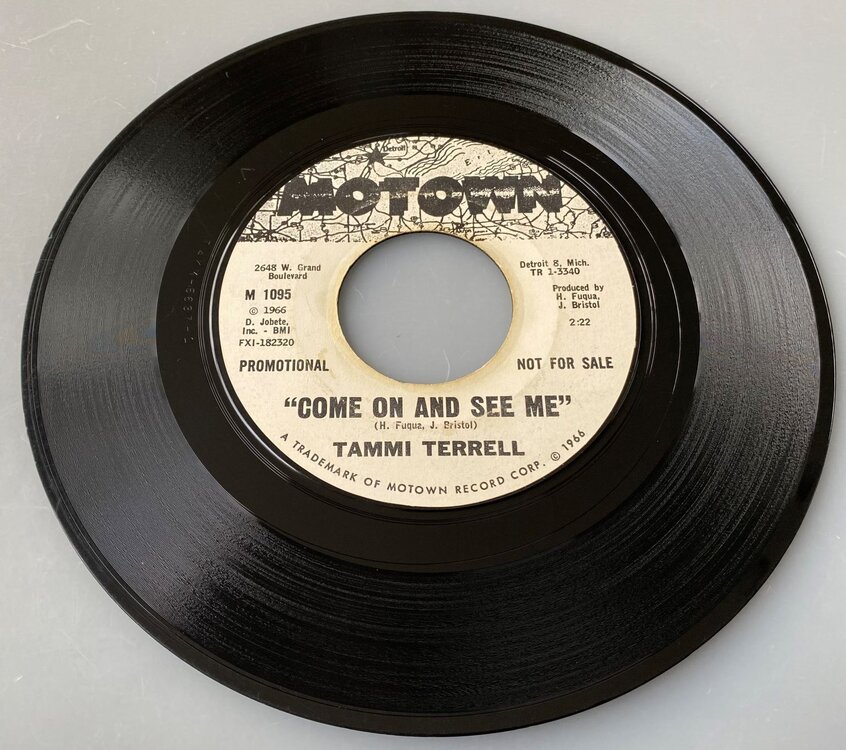 Detroit
MOTOWN
2648 W. Grand
Boulevard
Detroit 8, Mich.
TR 1-3340
M 1095
© 1966
D. Jobete,
Inc. - BMI
FXI-182320
Produced by
H. Fuqua,
J. Bristol
2:22
PROMOTIONAL
NOT FOR SALE
"COME ON AND SEE ME"
(H. Fuqua, J. Bristol)
TAMMI TERRELL
A TRADEMARK OF MOTOWN RECORD CORP. © 1966